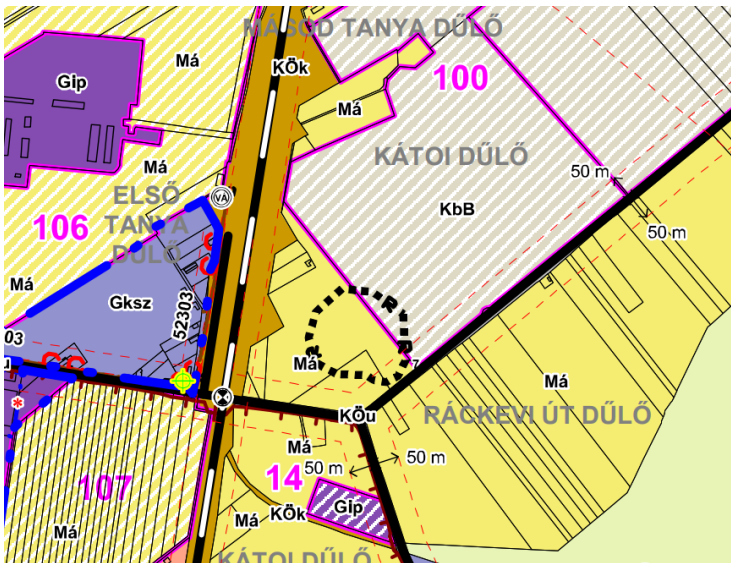 MÁSOD TANYA DŰLŐ
KÖk
Má
Gip
100
Má
KÁTOI DŰLŐ
Má
50 m
ELSŐ
TANYA
DŰLŐ
VA
KbB
106
50 m
Má
Gksz
52303
R
03
R
R
7
Má
u
Má
*
KÖu
RÁCKEVI ÚT DŰLŐ
Má
14
50 m
50 m
107
Gip
Má
KÖk
Má
KÁTOI DŰLŐ